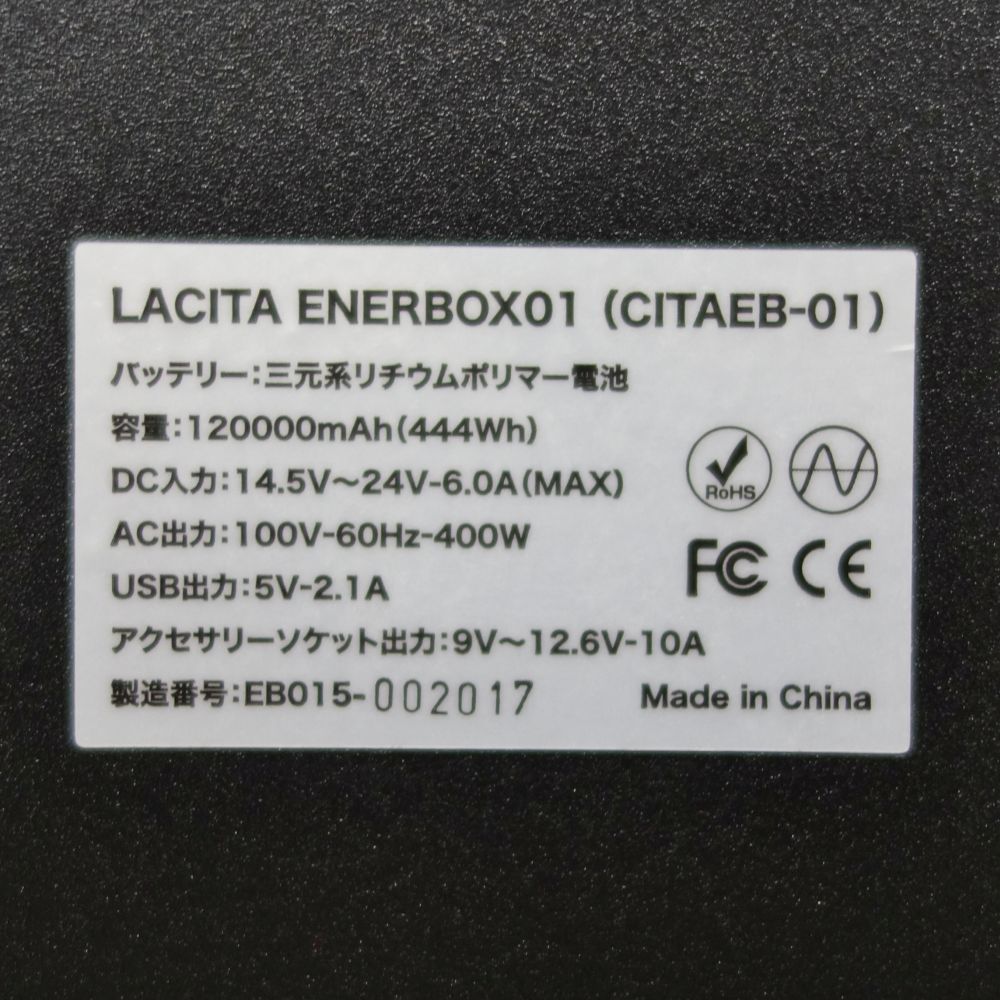 LACITA ENERBOX01 (CITAEB-01)
バッテリー:三元系リチウムポリマー電池
容量:120000mAh(444Wh)
DC入力:14.5V〜24V-6.0A(MAX)
RoHS
AC出力:100V-60Hz-400W
FC CE
USB出力:5V-2.1A
アクセサリーソケット出力:9V〜12.6V-10A
製造番号:EB015-002017
Made in China